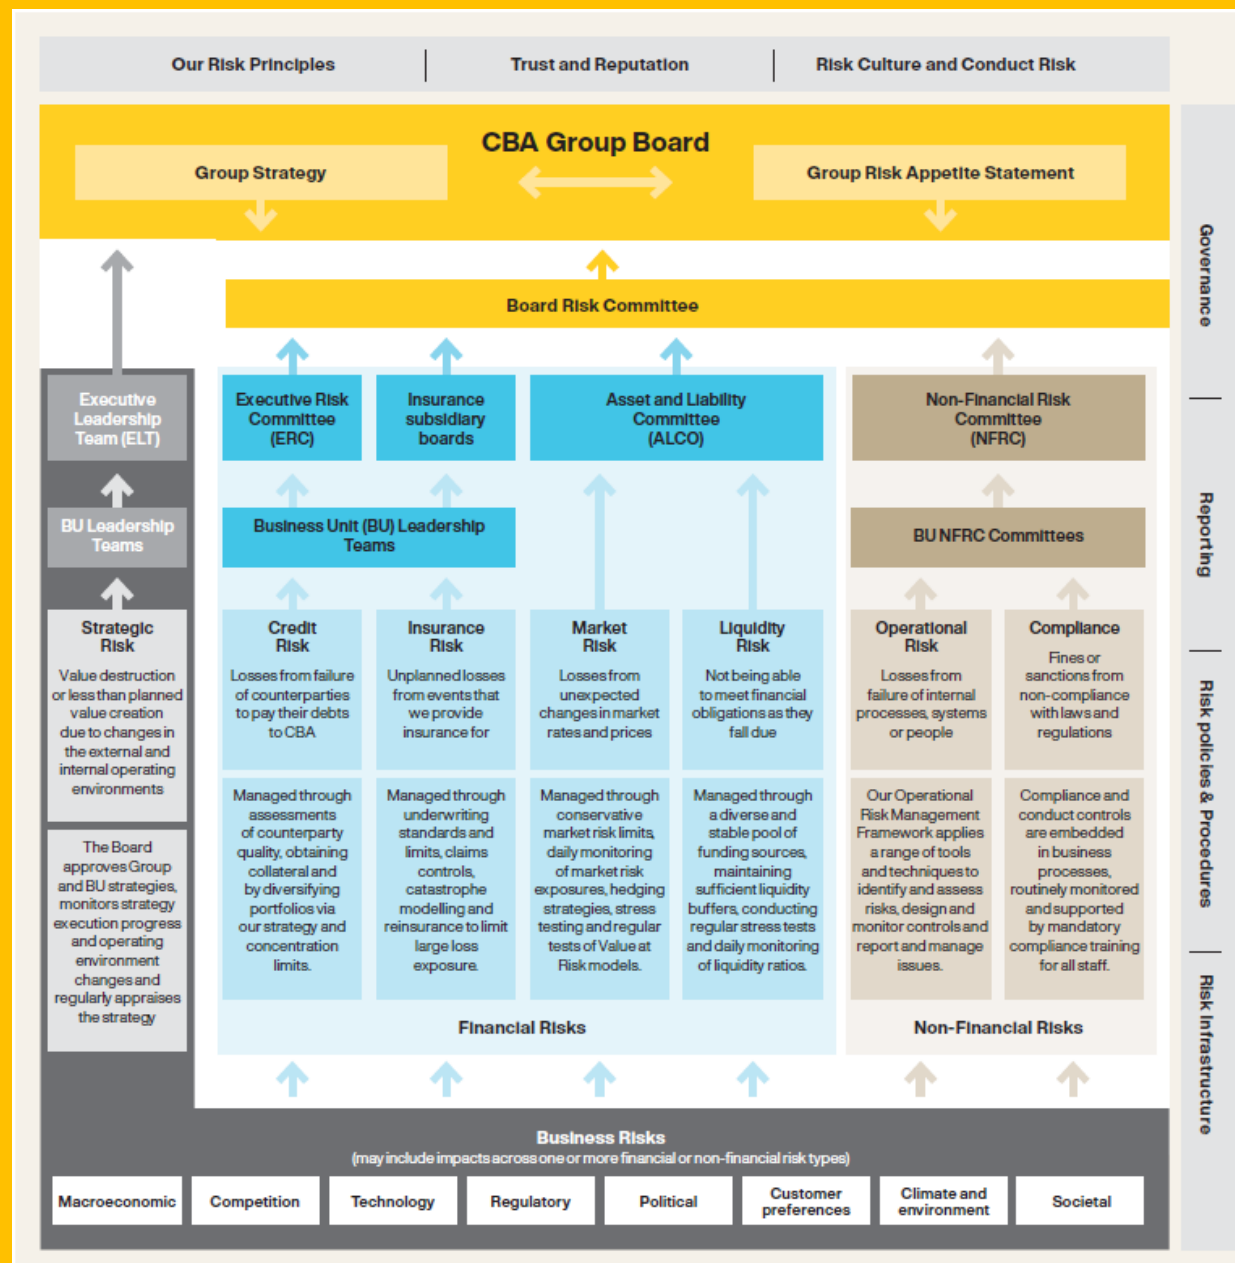 Our Risk Principles
Trust and Reputation
Risk Culture and Conduct Risk
CBA Group Board
Group Strategy
Group Risk Appetite Statement
Board Risk Committee
Executive
Leadership
Team (ELT)
Executive Risk
Committee
(ERC)
Insurance
subsidiary
boards
Asset and Liability
Committee
(ALCO)
Non-Financial Risk
Committee
(NFRC)
BU Leadership
Teams
Business Unit (BU) Leadership
Teams
BU NFRC Committees
Strategic
Risk
Value destruction
or less than planned
value creation
due to changes in
the external and
internal operating
environments
Credit
Risk
Losses from failure
of counterparties
to pay their debts
to CBA
Insurance
Risk
Unplanned losses
from events that
we provide
insurance for
Market
Risk
Losses from
unexpected
changes in market
rates and prices
Liquidity
Risk
Not being able
to meet financial
obligations as they
fall due
Operational
Risk
Losses from
failure of internal
processes, systems
or people
Compliance
Fines or
sanctions from
non-compliance
with laws and
regulations
The Board
approves Group
and BU strategies,
monitors strategy
execution progress
and operating
environment
changes and
regularly appraises
the strategy
Managed through
assessments
of counterparty
quality, obtaining
collateral and
by diversifying
portfolios via
our strategy and
concentration
limits.
Managed through
underwriting
standards and
limits, claims
controls,
catastrophe
modelling and
reinsurance to limit
large loss
exposure.
Managed through
conservative
market risk limits,
daily monitoring
of market risk
exposures, hedging
strategies, stress
testing and regular
tests of Value at
Risk models.
Managed through
a diverse and
stable pool of
funding sources,
maintaining
sufficient liquidity
buffers, conducting
regular stress tests
and daily monitoring
of liquidity ratios.
Our Operational
Risk Management
Framework applies
a range of tools
and techniques to
identify and assess
risks, design and
monitor controls and
report and manage
issues.
Compliance and
conduct controls
are embedded
in business
processes,
routinely monitored
and supported
by mandatory
compliance training
for all staff.
Financial Risks
Non-Financial Risks
Business Risks
(may include impacts across one or more financial or non-financial risk types)
Macroeconomic
Competition
Technology
Regulatory
Political
Customer
preferences
Climate and
environment
Societal
Governance
Reporting
Risk policies & Procedures
Risk Infrastructure